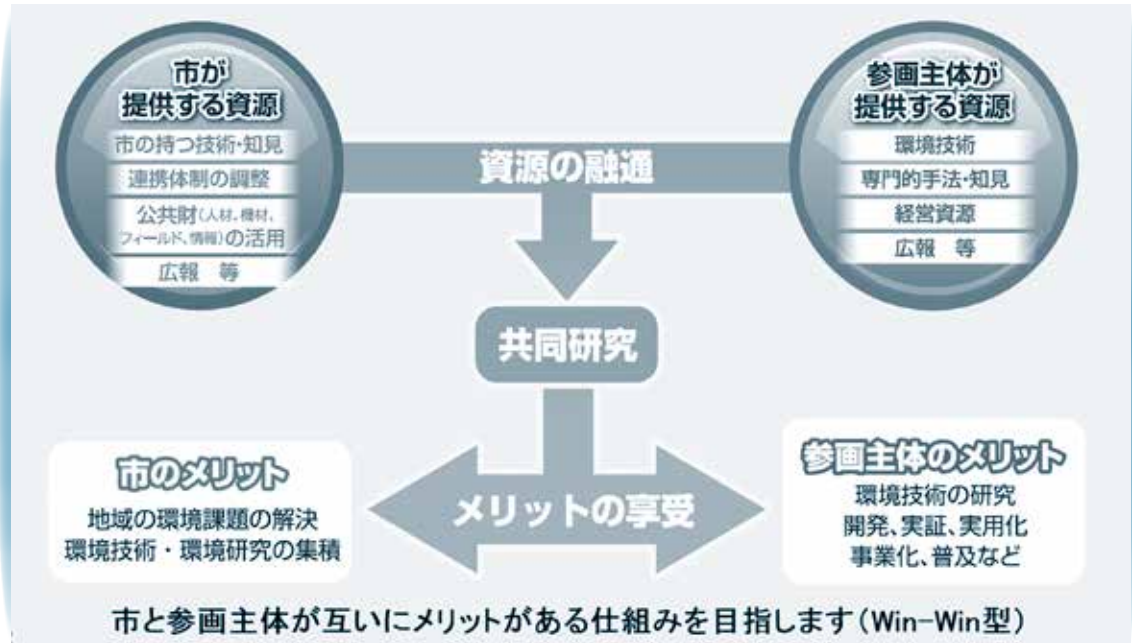 市が
提供する資源
市の持つ技術・知見
連携体制の調整
公共財(人材、機材、
フィールド、情報)の活用
広報 等
資源の融通
参画主体が
提供する資源
環境技術
専門的手法・知見
経営資源
広報 等
共同研究
市のメリット
地域の環境課題の解決
環境技術・環境研究の集積
メリットの享受
参画主体のメリット
環境技術の研究
開発、実証、実用化
事業化、普及など
市と参画主体が互いにメリットがある仕組みを目指します(Win-Win型)